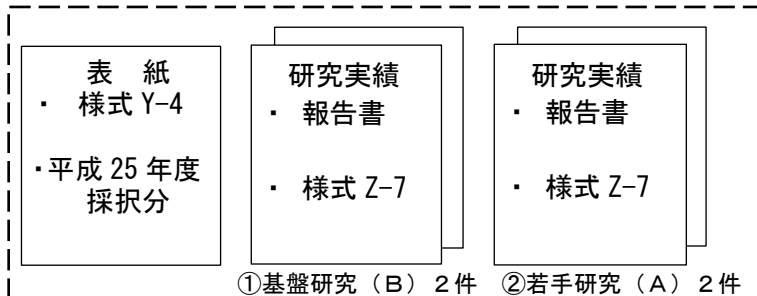 表　紙
・ 様式 Y-4
・平成 25 年度
採択分
研究実績
・ 報告書
・ 様式 Z-7
①基盤研究（Ｂ）２件
研究実績
・ 報告書
・ 様式 Z-7
②若手研究（Ａ）２件